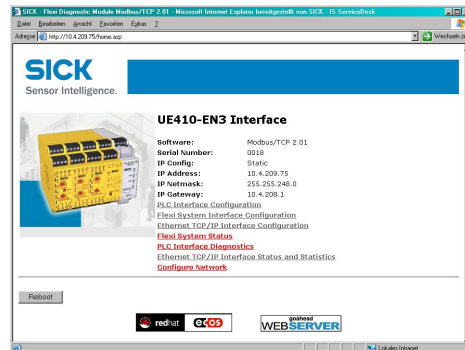 SICK - Flexi Diagnostic Module Modbus/TCP 2.01 - Microsoft Internet Explorer bereitgestellt von SICK - IS ServiceDesk
Datei Bearbeiten Ansicht Favoriten Extras ?
Adresse http://10.4.209.75/home.asp Wechseln zu
SICK
Sensor Intelligence.
UE410-EN3 Interface
Software: Modbus/TCP 2.01
Serial Number: 0018
IP Config: Static
IP Address: 10.4.209.75
IP Netmask: 255.255.248.0
IP Gateway: 10.4.208.1
PLC Interface Configuration
Flexi System Interface Configuration
Ethernet TCP/IP Interface Configuration
Flexi System Status
PLC Interface Diagnostics
Ethernet TCP/IP Interface Status and Statistics
Configure Network
Reboot
redhat eCos
goahead
WEBSERVER
Lokales Intranet